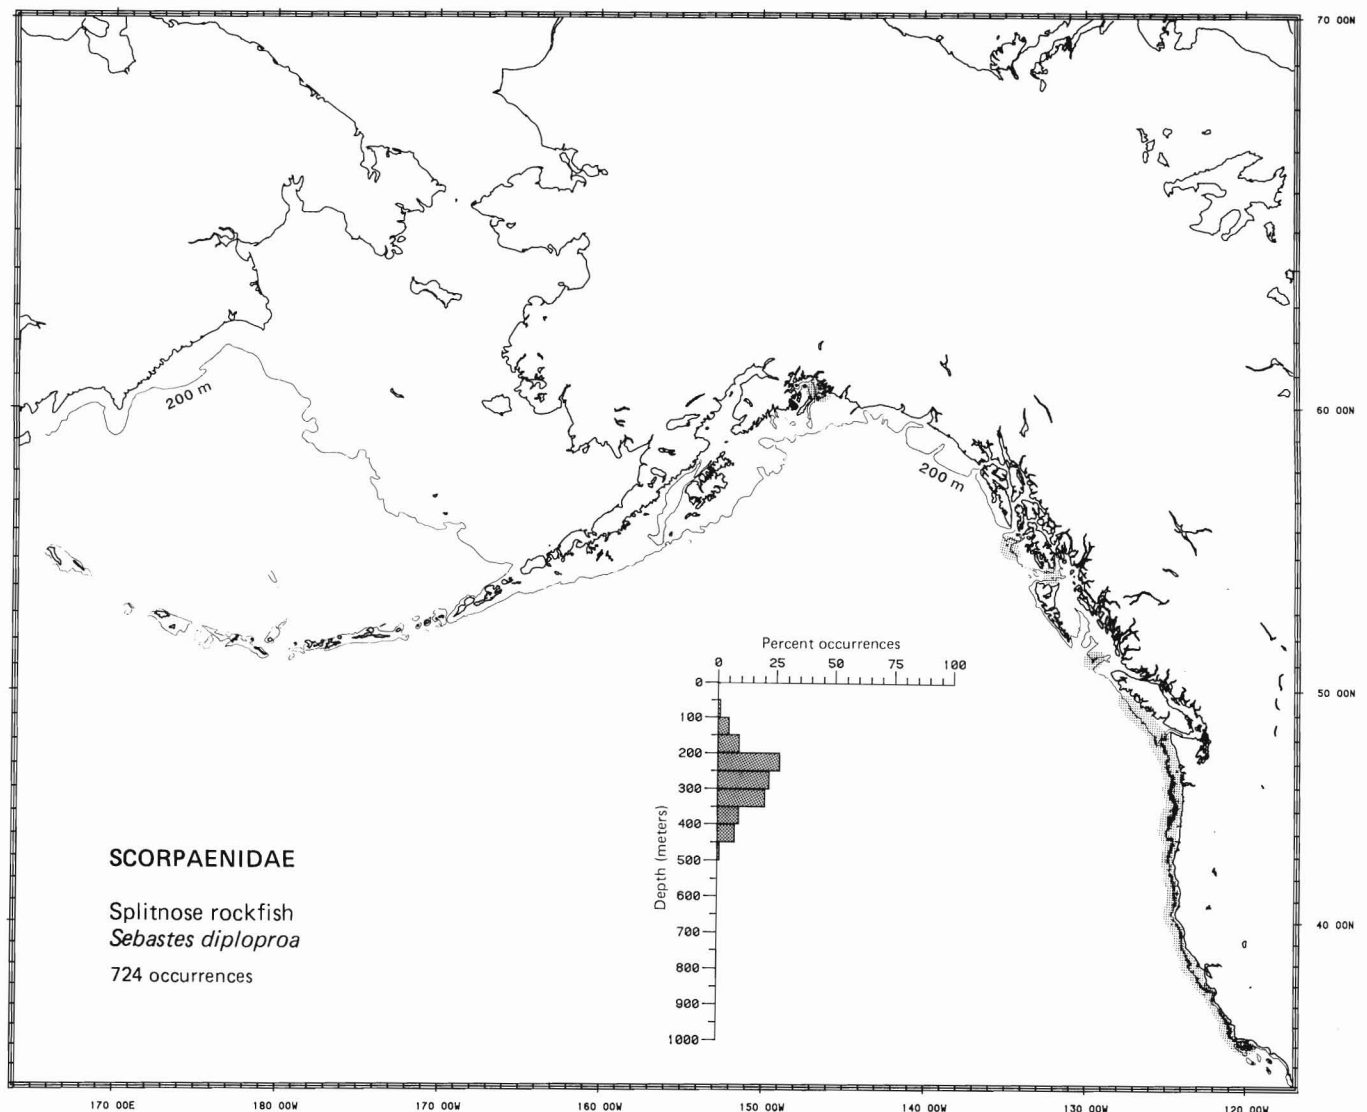 70 00N
200 m
60 00N
200 m
Percent occurrences
0 25 50 75 100
0
50 00N
100
200
300
Depth (meters)
400
500
SCORPAENIDAE
600
Splitnose rockfish
40 00N
700
Sebastes diploproa
724 occurrences
800
900
1000
170 00E 180 00W 170 00W 160 00W 150 00W 140 00W 130 00W 120 00W